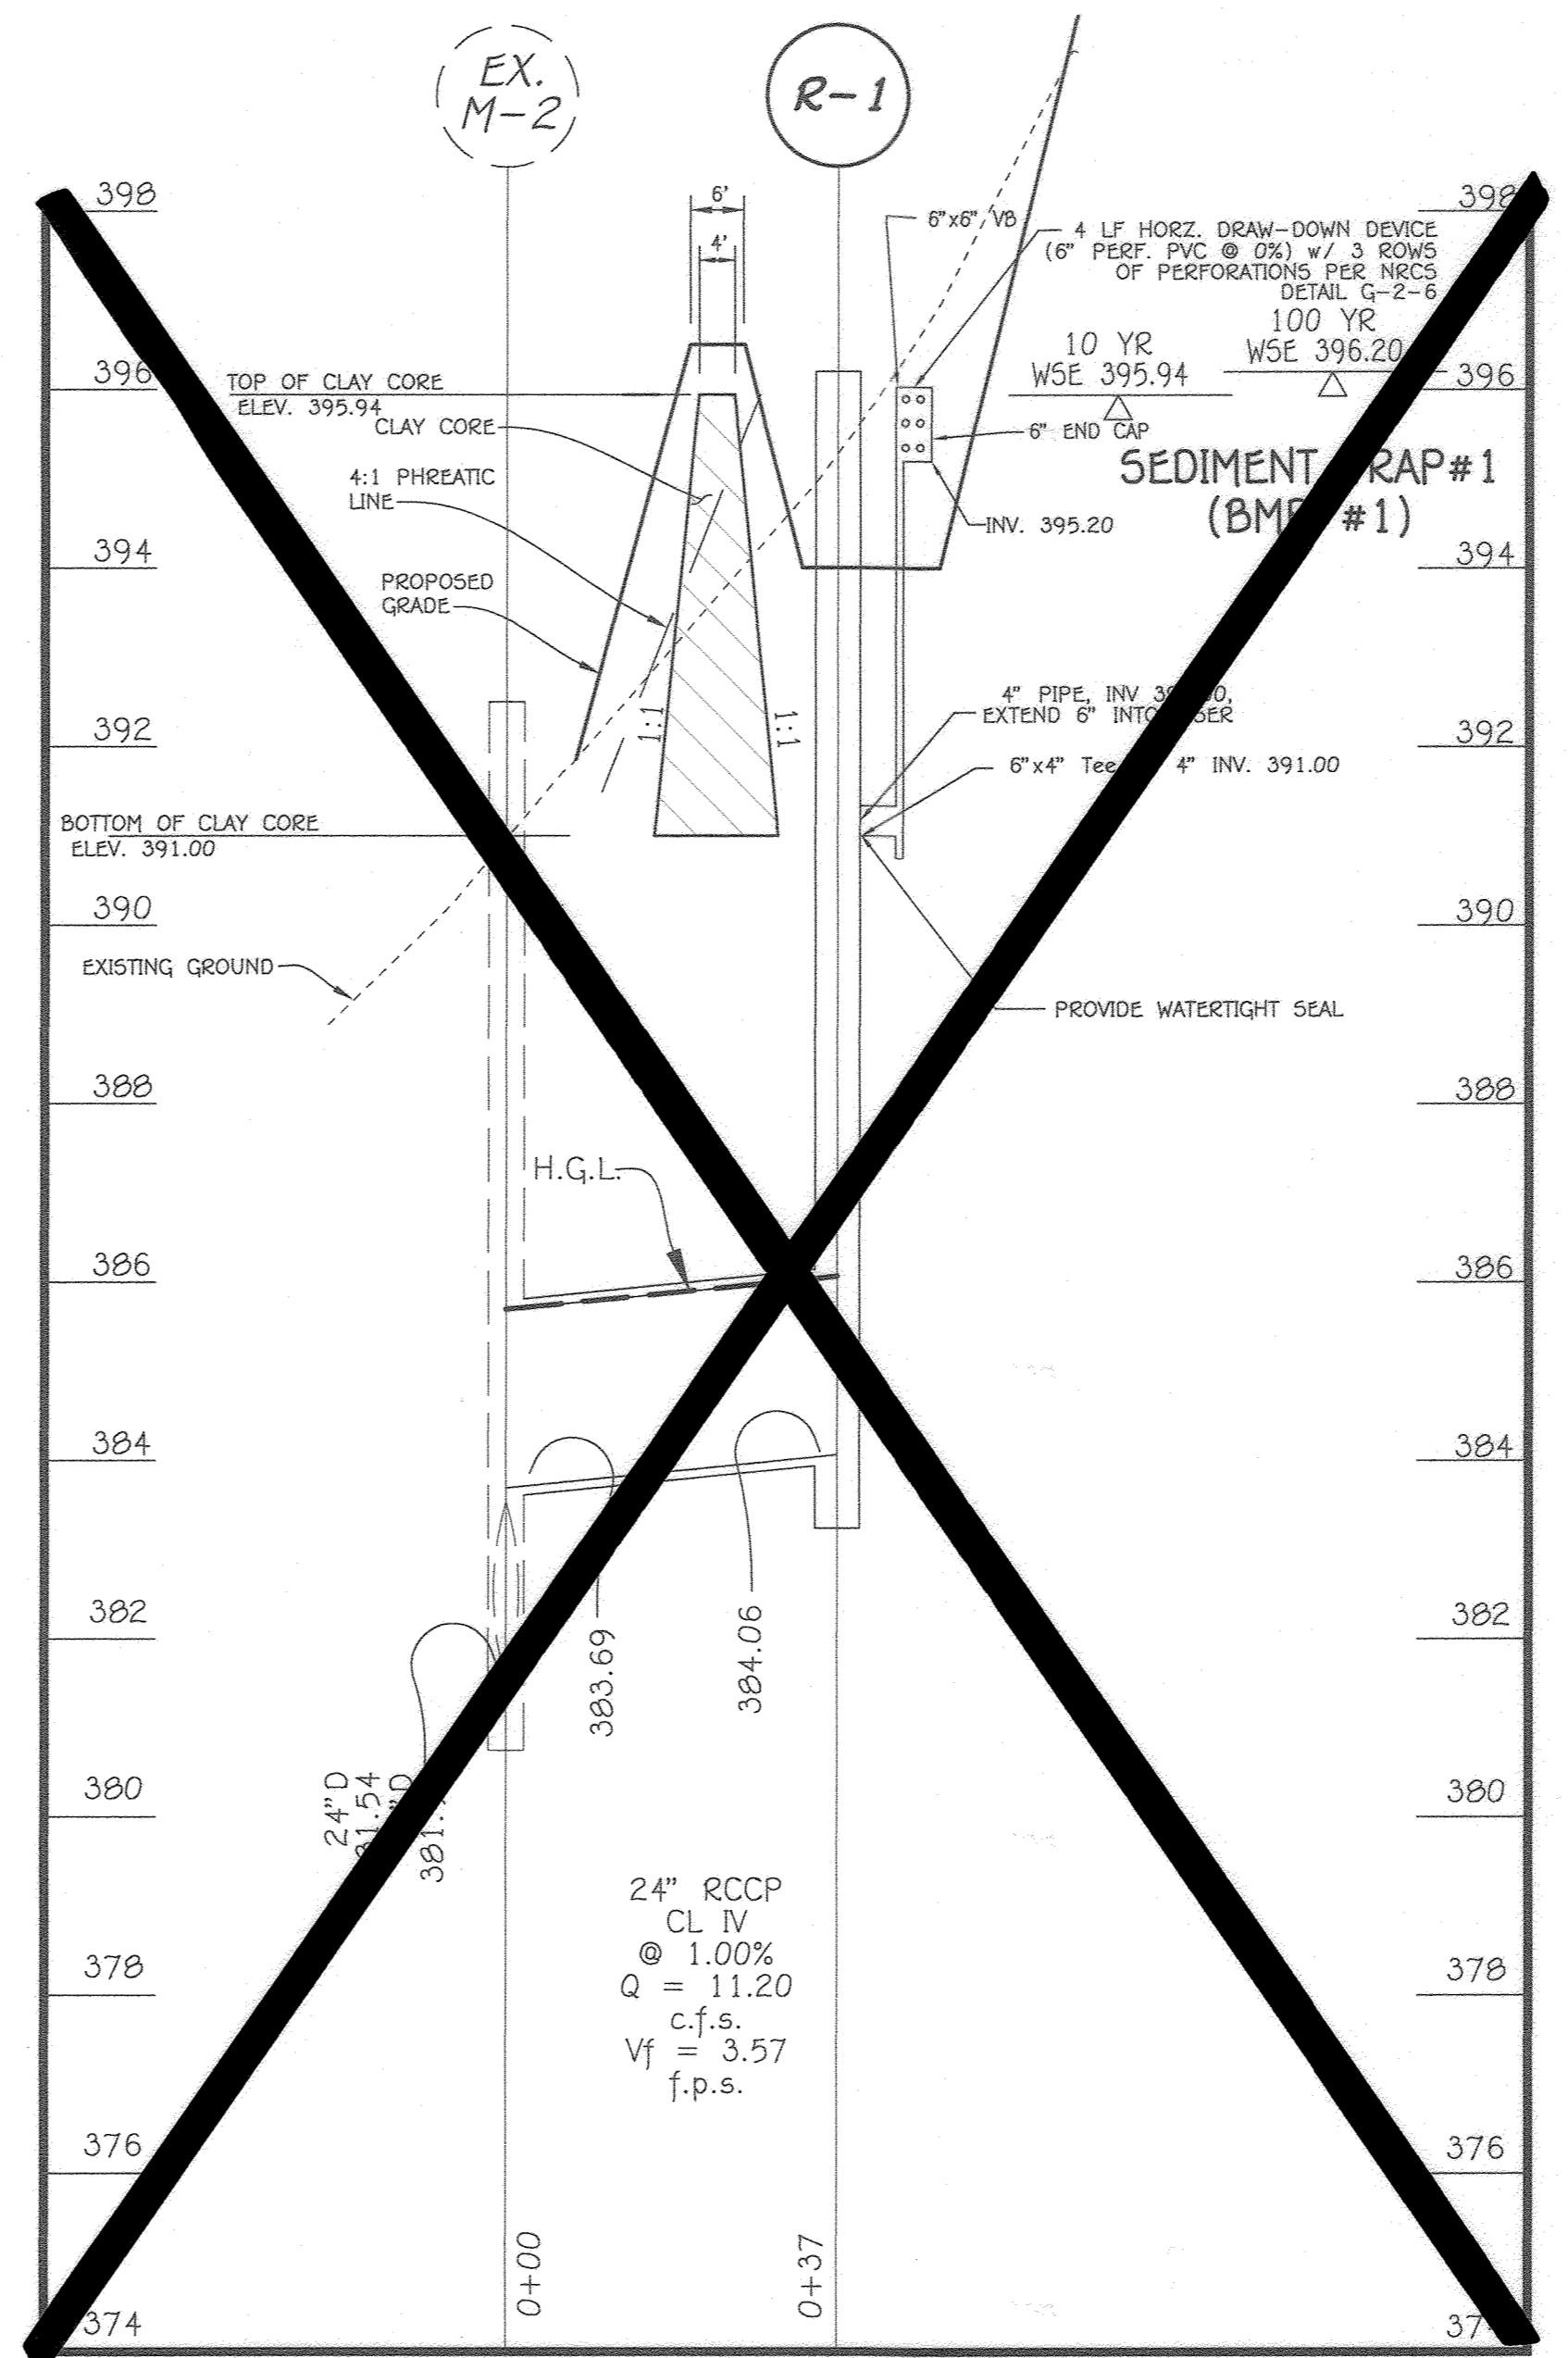 EX.
M-2
R-1
398
398
6'
4'
6"x6" VB
4 LF HORZ. DRAW-DOWN DEVICE
(6" PERF. PVC @ 0%) w/ 3 ROWS
OF PERFORATIONS PER NRCS
DETAIL G-2-6
10 YR
WSE 395.94
100 YR
WSE 396.20
396
396
TOP OF CLAY CORE
ELEV. 395.94
CLAY CORE
6" END CAP
SEDIMENT #1
#1)
4:1 PHREATIC
LINE
INV. 395.20
394
394
PROPOSED
GRADE
4" PIPE, INV
EXTEND 6"
1:1
1:1
392
392
6"x4" Tee 4" INV. 391.00
BOTTOM OF CLAY CORE
ELEV. 391.00
390
390
EXISTING GROUND
PROVIDE WATERTIGHT SEAL
388
388
H.G.L.
386
386
384
384
382
382
383.69
384.06
24" D
380
380
24" RCCP
CL IV
@ 1.00%
Q = 11.20
c.f.s.
Vf = 3.57
f.p.s.
378
378
376
376
0+00
0+37
374